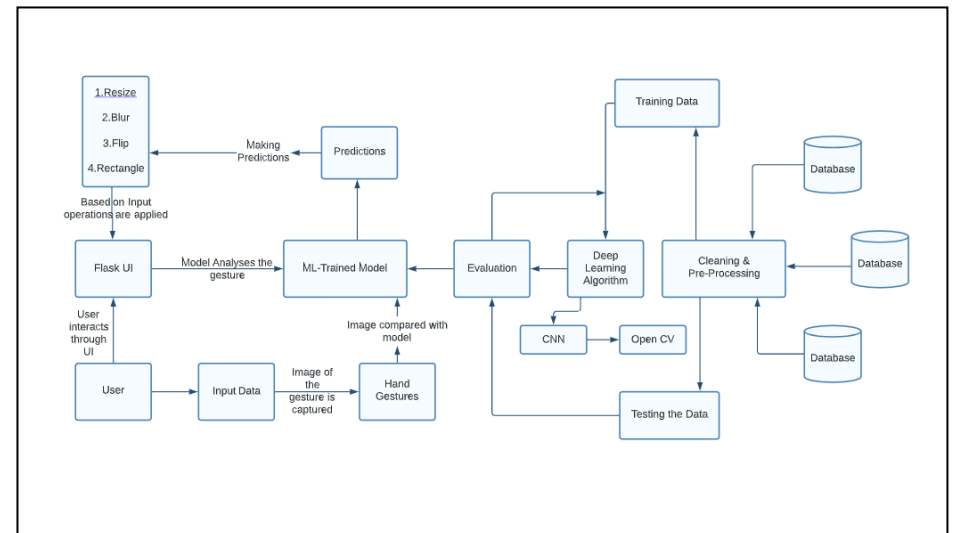 1.Resize
2.Blur
3.Flip
4.Rectangle
Making
Predictions
Predictions
Training Data
Database
Based on Input
operations are applied
Flask UI
Model Analyses the
gesture
ML-Trained Model
Evaluation
Deep
Learning
Algorithm
Cleaning &
Pre-Processing
Database
User
interacts
through
UI
Image compared with
model
CNN
Open CV
Database
User
Input Data
Image of
the
gesture is
captured
Hand
Gestures
Testing the Data